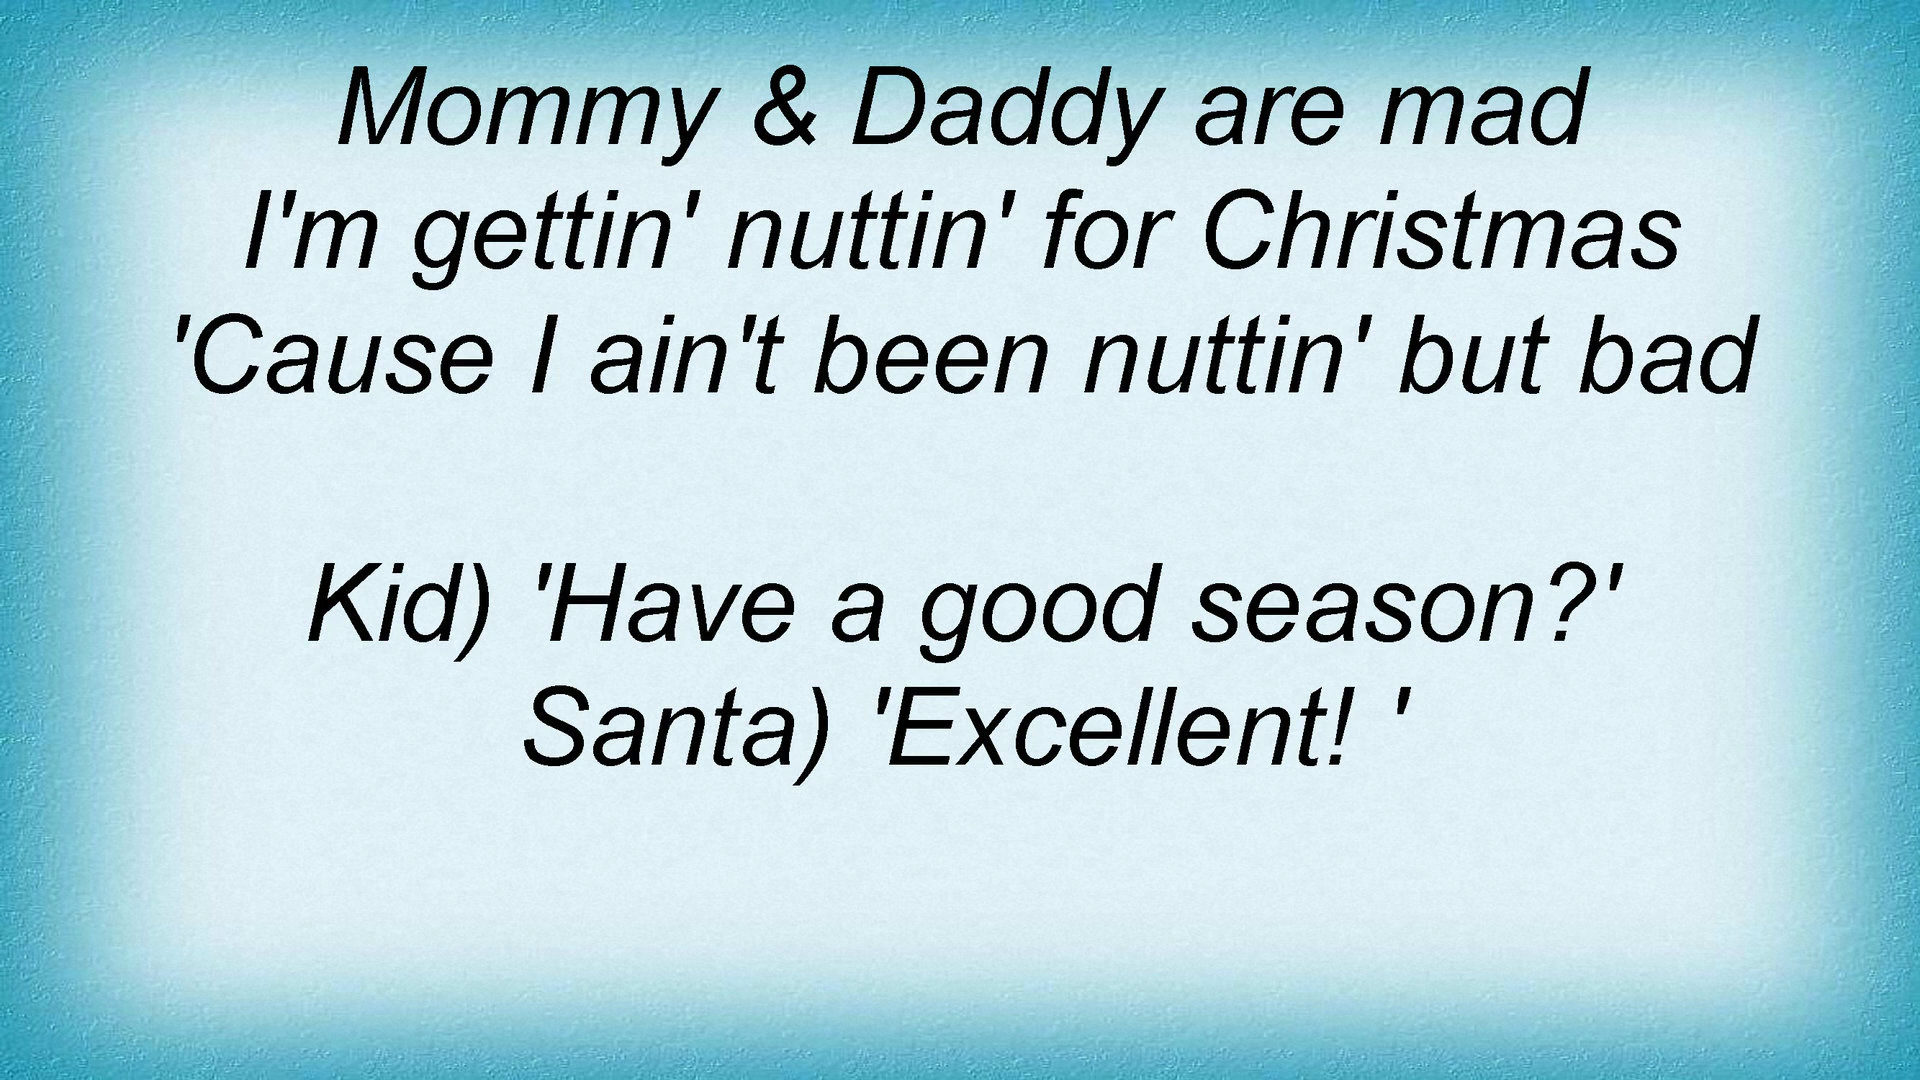 Mommy & Daddy are mad
I'm gettin' nuttin' for Christmas
'Cause I ain't been nuttin' but bad
Kid) 'Have a good season?'
Santa) 'Excellent! '